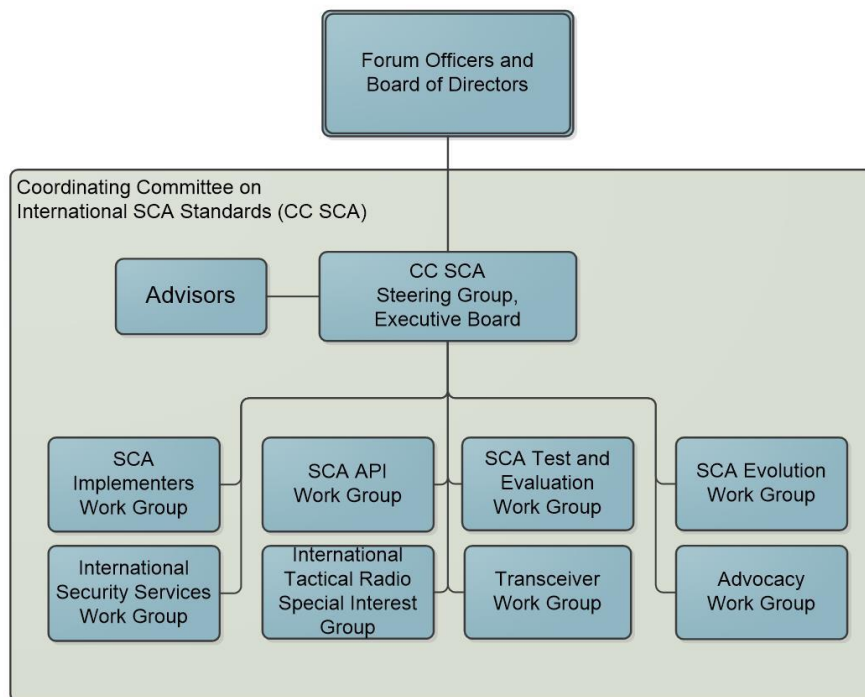 Forum Officers and
Board of Directors
Coordinating Committee on
International SCA Standards (CC SCA)
Advisors
CC SCA
Steering Group,
Executive Board
SCA
Implementers
Work Group
SCA API
Work Group
SCA Test and
Evaluation
Work Group
SCA Evolution
Work Group
International
Security Services
Work Group
International
Tactical Radio
Special Interest
Group
Transceiver
Work Group
Advocacy
Work Group